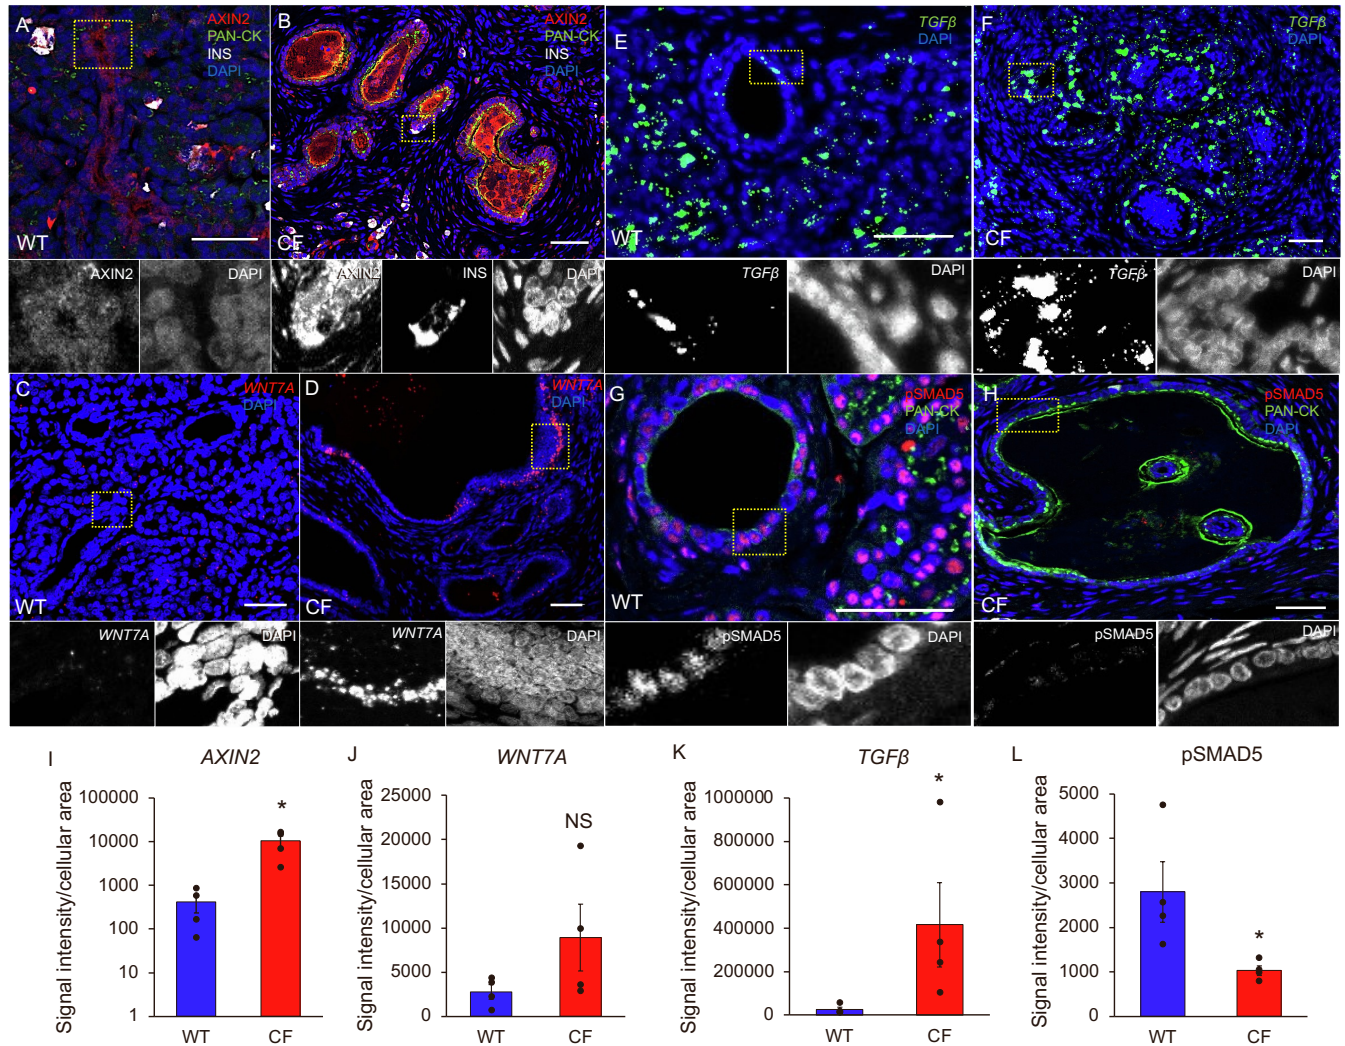 A
AXIN2
PAN-CK
INS
DAPI
WT
B
AXIN2
PAN-CK
INS
DAPI
CF
E
TGFβ
DAPI
WT
F
TGFβ
DAPI
CF
AXIN2
DAPI
AXIN2
INS
DAPI
TGFβ
DAPI
TGFβ
DAPI
C
WNT7A
DAPI
WT
D
WNT7A
DAPI
CF
G
pSMAD5
PAN-CK
DAPI
WT
H
pSMAD5
PAN-CK
DAPI
CF
WNT7A
DAPI
WNT7A
DAPI
pSMAD5
DAPI
pSMAD5
DAPI
I
AXIN2
Signal intensity/cellular area
100000
10000
1000
100
10
1
*
WT
CF
J
WNT7A
Signal intensity/cellular area
25000
20000
15000
10000
5000
0
NS
WT
CF
K
TGFβ
Signal intensity/cellular area
1000000
800000
600000
400000
200000
0
*
WT
CF
L
pSMAD5
Signal intensity/cellular area
5000
4000
3000
2000
1000
0
*
WT
CF